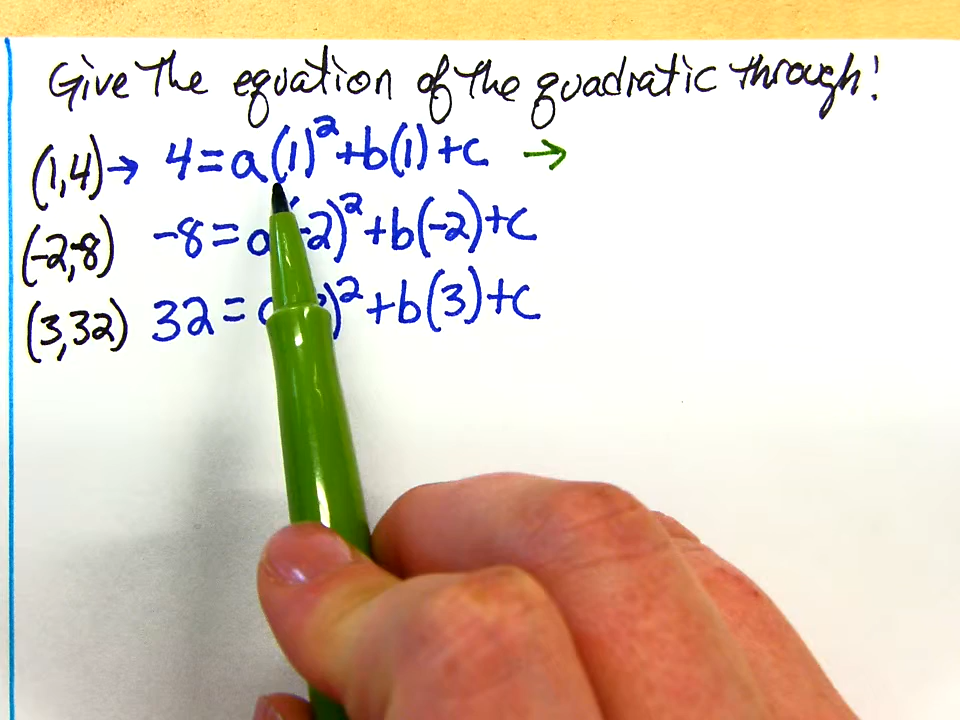 Give The equation of the quadratic through!
(1,4) → 4 = a(1)² + b(1) + c →
(-2,-8) -8 = a(-2)² + b(-2) + c
(3,32) 32 = )² + b(3) + c